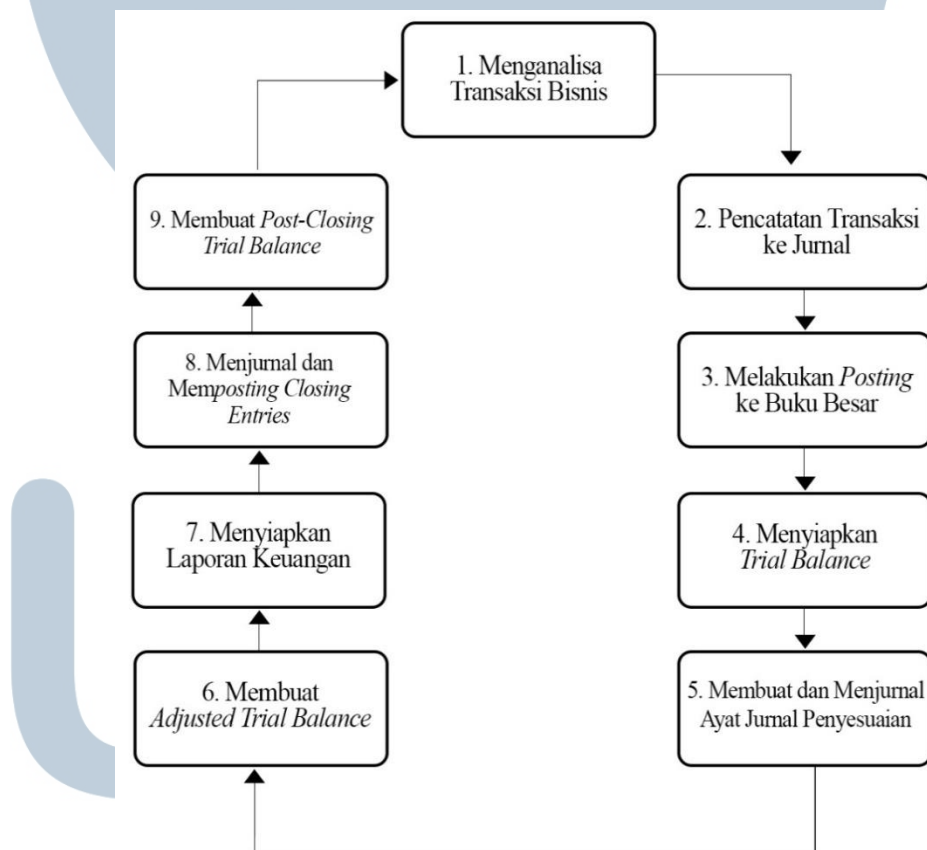 1. Menganalisa
Transaksi Bisnis
2. Pencatatan Transaksi
ke Jurnal
3. Melakukan Posting
ke Buku Besar
4. Menyiapkan
Trial Balance
5. Membuat dan Menjurnal
Ayat Jurnal Penyesuaian
6. Membuat
Adjusted Trial Balance
7. Menyiapkan
Laporan Keuangan
8. Menjurnal dan
Memposting Closing
Entries
9. Membuat Post-Closing
Trial Balance